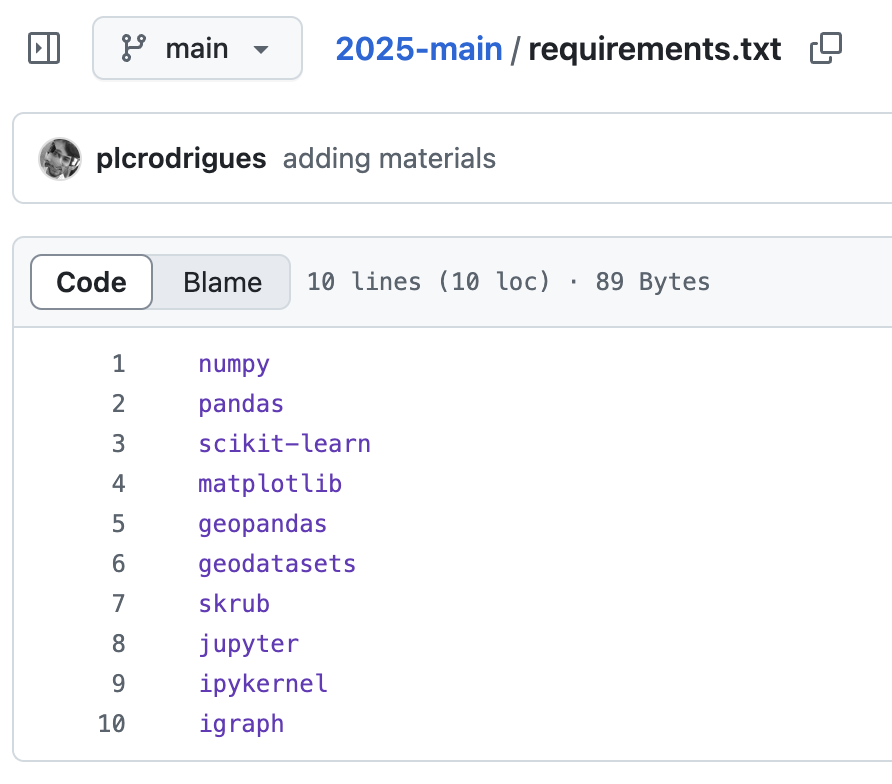 main 2025-main / requirements.txt
plcrodrigues adding materials
Code Blame 10 lines (10 loc) · 89 Bytes
1 numpy
2 pandas
3 scikit-learn
4 matplotlib
5 geopandas
6 geodatasets
7 skrub
8 jupyter
9 ipykernel
10 igraph